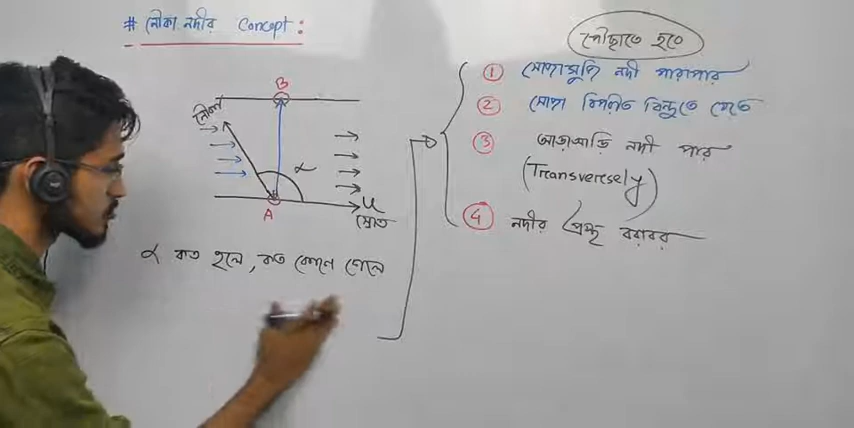 # নৌকা নদীর Concept :
পৌছাতে হবে
B
নৌকা
α
A
u
স্রোত
α কত হলে, কত কোণে গেলে
① সোজাসুজি নদী পারাপার
② সোজা বিপরীত বিন্দুতে যেতে
③ আড়াআড়ি নদী পার
(Transversely)
④ নদীর প্রস্থ বরাবর